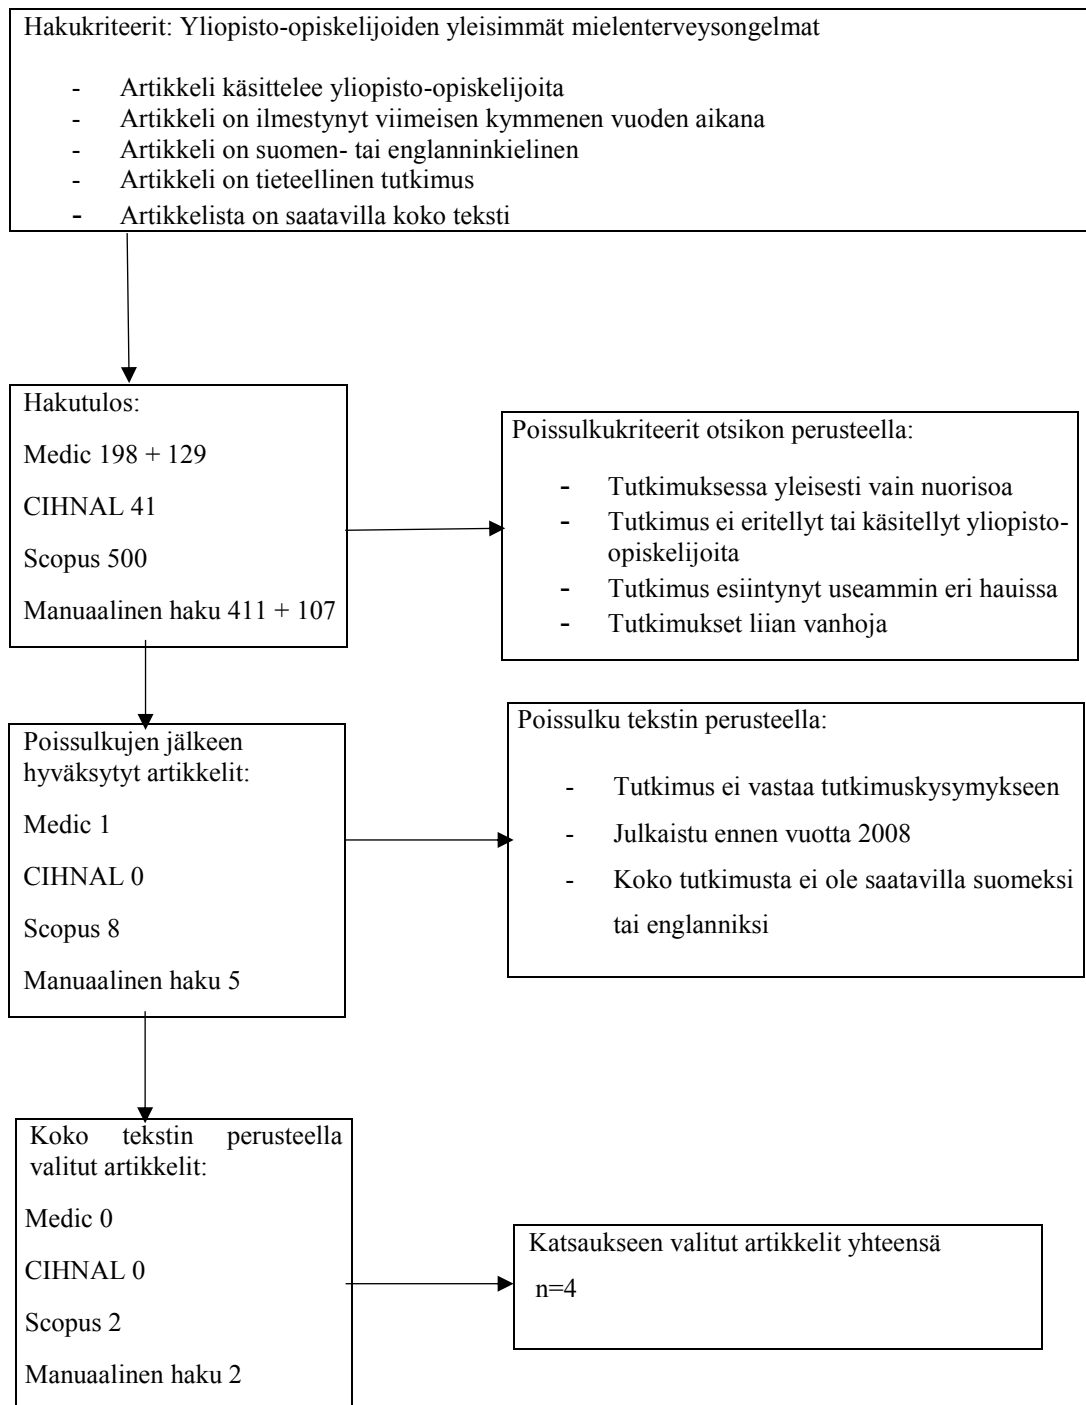 Hakukriteerit: Yliopisto-opiskelijoiden yleisimmät mielenterveysongelmat
- Artikkeli käsittelee yliopisto-opiskelijoita
- Artikkeli on ilmestynyt viimeisen kymmenen vuoden aikana
- Artikkeli on suomen- tai englanninkielinen
- Artikkeli on tieteellinen tutkimus
- Artikkelista on saatavilla koko teksti
Hakutulos:
Medic 198 + 129
CIHNAL 41
Scopus 500
Manuaalinen haku 411 + 107
Poissulkukriteerit otsikon perusteella:
- Tutkimuksessa yleisesti vain nuorisoa
- Tutkimus ei eritellyt tai käsitellyt yliopisto-
opiskelijoita
- Tutkimus esiintynyt useammin eri hauissa
- Tutkimukset liian vanhoja
Poissulkujen jälkeen
hyväksytyt artikkelit:
Medic 1
CIHNAL 0
Scopus 8
Manuaalinen haku 5
Poissulku tekstin perusteella:
- Tutkimus ei vastaa tutkimuskysymykseen
- Julkaistu ennen vuotta 2008
- Koko tutkimusta ei ole saatavilla suomeksi
tai englanniksi
Koko tekstin perusteella
valitut artikkelit:
Medic 0
CIHNAL 0
Scopus 2
Manuaalinen haku 2
Katsaukseen valitut artikkelit yhteensä
n=4